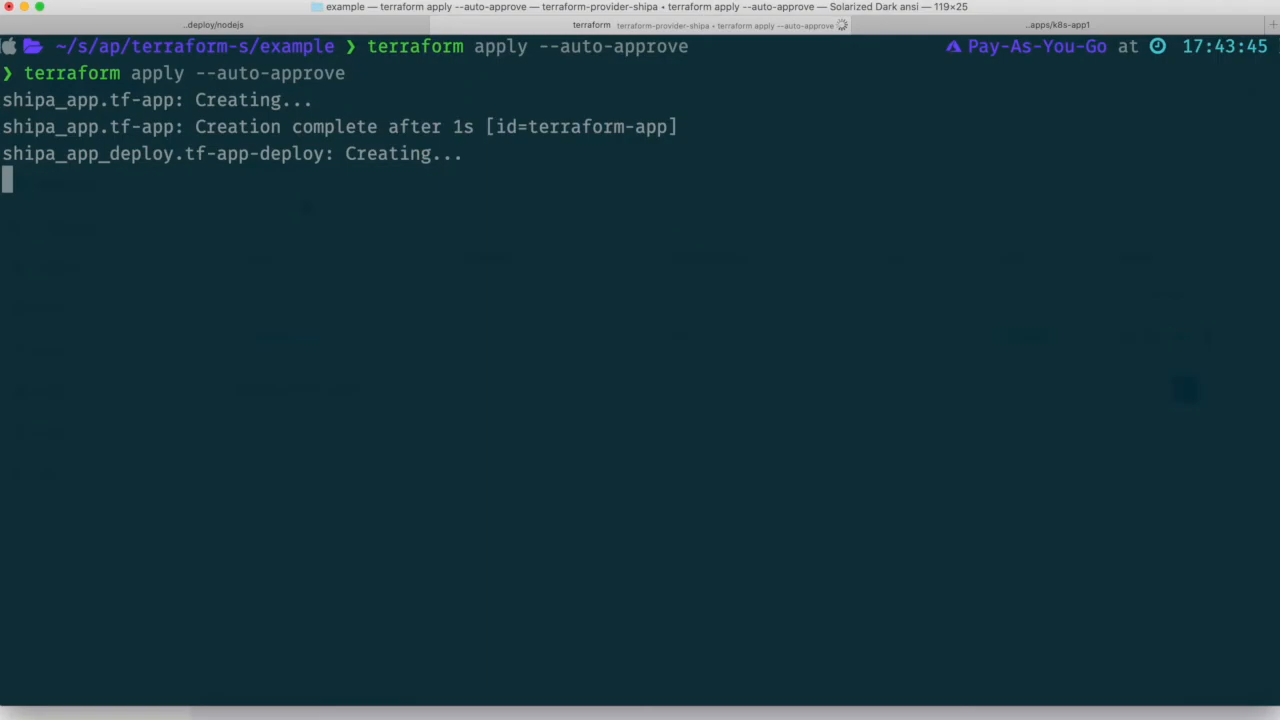 example — terraform apply --auto-approve — terraform-provider-shipa • terraform apply --auto-approve — Solarized Dark ansi — 119×25
..deploy/nodejs
terraform terraform-provider-shipa • terraform apply --auto-approve
..apps/k8s-app1
+
~/s/ap/terraform-s/example ❯ terraform apply --auto-approve
Pay-As-You-Go at 17:43:45
❯ terraform apply --auto-approve
shipa_app.tf-app: Creating...
shipa_app.tf-app: Creation complete after 1s [id=terraform-app]
shipa_app_deploy.tf-app-deploy: Creating...